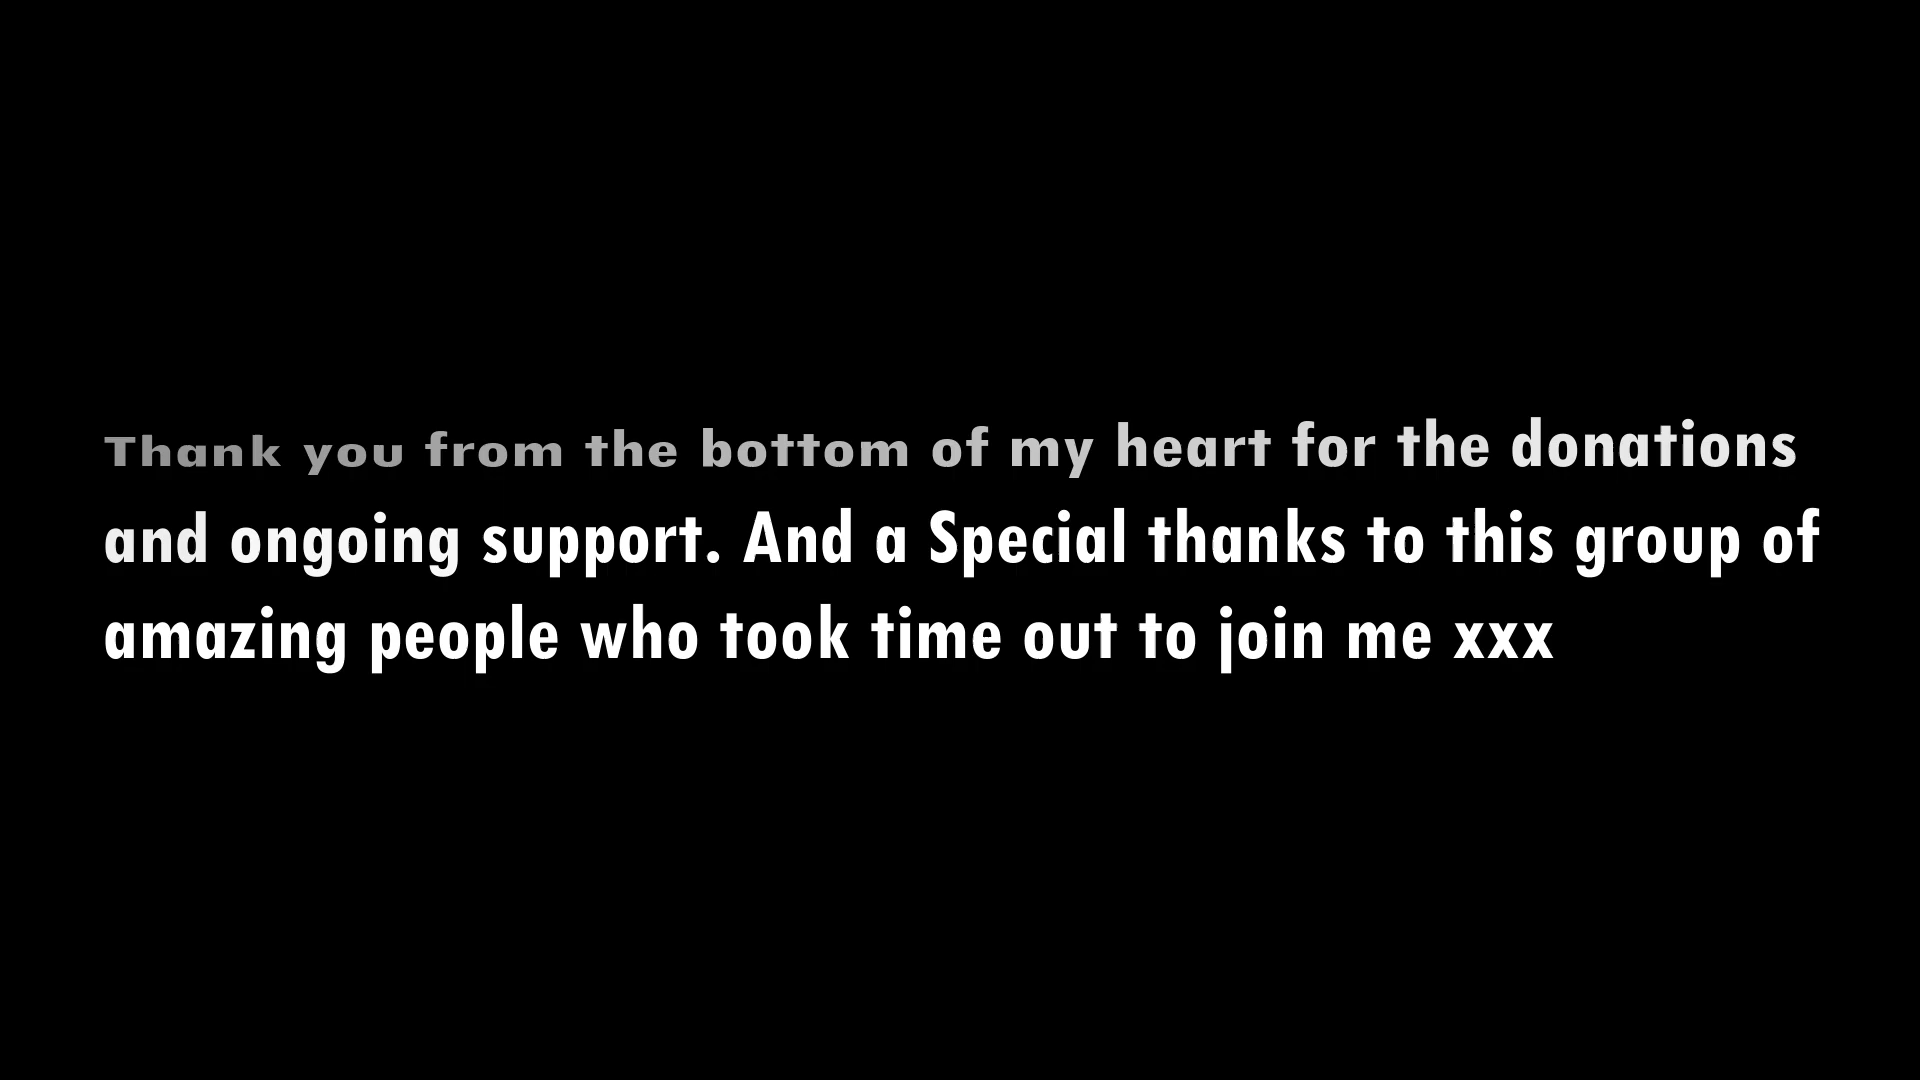 Thank you from the bottom of my heart for the donations
and ongoing support. And a Special thanks to this group of
amazing people who took time out to join me xxx